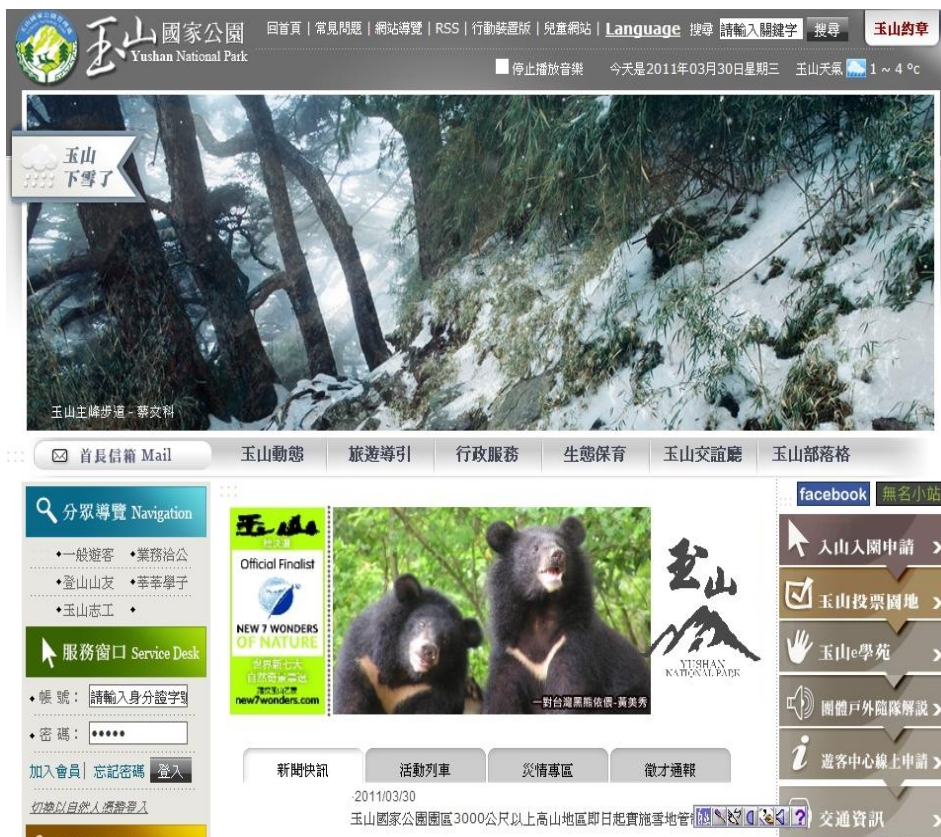 玉山國家公園
Yushan National Park
回首頁 | 常見問題 | 網站導覽 | RSS | 行動裝置版 | 兒童網站 | Language 搜尋 請輸入關鍵字 搜尋 玉山約章
停止播放音樂 今天是2011年03月30日星期三 玉山天氣 1 ~ 4 °c
玉山
下雪了
玉山主峰步道 - 蔡文科
首長信箱 Mail 玉山動態 旅遊導引 行政服務 生態保育 玉山交誼廳 玉山部落格
分眾導覽 Navigation
◆一般遊客 ◆業務洽公
◆登山山友 ◆莘莘學子
◆玉山志工 ◆
服務窗口 Service Desk
◆帳 號： 請輸入身分證字
◆密 碼： •••••
加入會員 | 忘記密碼 登入
切換以自然人憑證登入
玉山
Official Finalist
NEW 7 WONDERS
OF NATURE
世界新七大
自然奇景票選
new7wonders.com
一對台灣黑熊依偎-黃美秀
玉山
YUSHAN
NATIONAL PARK
facebook 無名小站
入山入園申請
玉山投票園地
玉山e學苑
團體戶外隨隊解說
遊客中心線上申請
交通資訊
新聞快訊 活動列車 災情專區 徵才通報
-2011/03/30
玉山國家公園園區3000公尺以上高山地區即日起實施雪地管